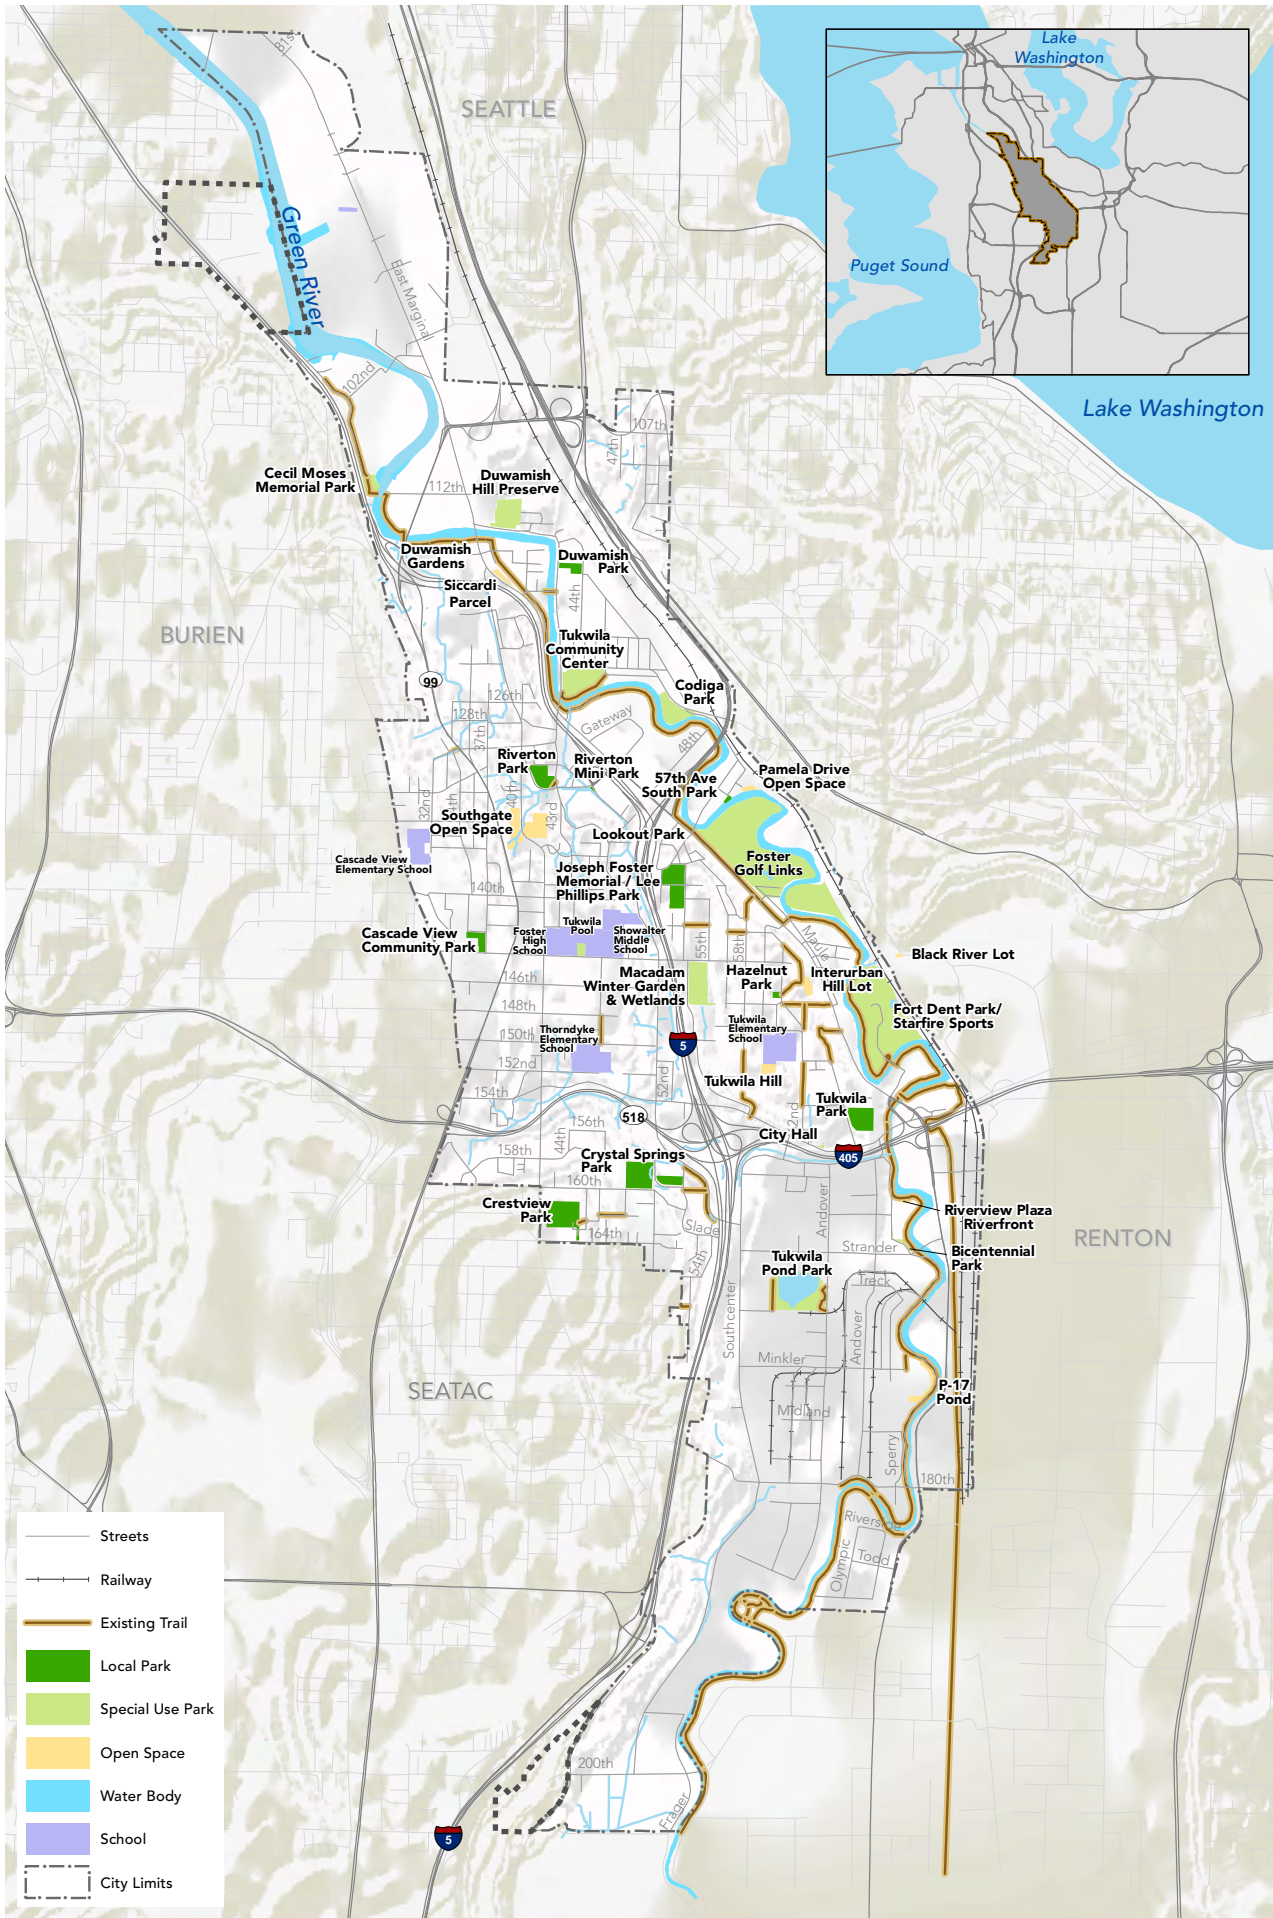 SEATTLE
Lake
Washington
Puget Sound
Lake Washington
81st
Green River
East Marginal
102nd
107th
47th
Cecil Moses
Memorial Park
112th
Duwamish
Hill Preserve
Duwamish
Gardens
Duwamish
Park
Siccardi
Parcel
44th
BURIEN
Tukwila
Community
Center
99
126th
128th
37th
Codiga
Park
Gateway
48th
Riverton
Park
Riverton
Mini Park
57th Ave
South Park
Pamela Drive
Open Space
32nd
40th
43rd
Southgate
Open Space
Lookout Park
Cascade View
Elementary School
Joseph Foster
Memorial / Lee
Phillips Park
Foster
Golf Links
140th
Cascade View
Community Park
Foster
High
School
Tukwila
Pool
Showalter
Middle
School
55th
58th
Maule
Black River Lot
146th
Macadam
Winter Garden
& Wetlands
Hazelnut
Park
Interurban
Hill Lot
148th
Fort Dent Park/
Starfire Sports
150th
Thorndyke
Elementary
School
Tukwila
Elementary
School
5
152nd
52nd
Tukwila Hill
154th
518
156th
Tukwila
Park
City Hall
405
158th
44th
Crystal Springs
Park
160th
Crestview
Park
164th
Slade
54th
Andover
Riverview Plaza
Riverfront
RENTON
Strander
Bicentennial
Park
Tukwila
Pond Park
Treck
Southcenter
Andover
Minkler
SEATAC
P-17
Pond
Midland
Sperry
180th
Riverside
Olympic
Todd
200th
Frager
5
Streets
Railway
Existing Trail
Local Park
Special Use Park
Open Space
Water Body
School
City Limits